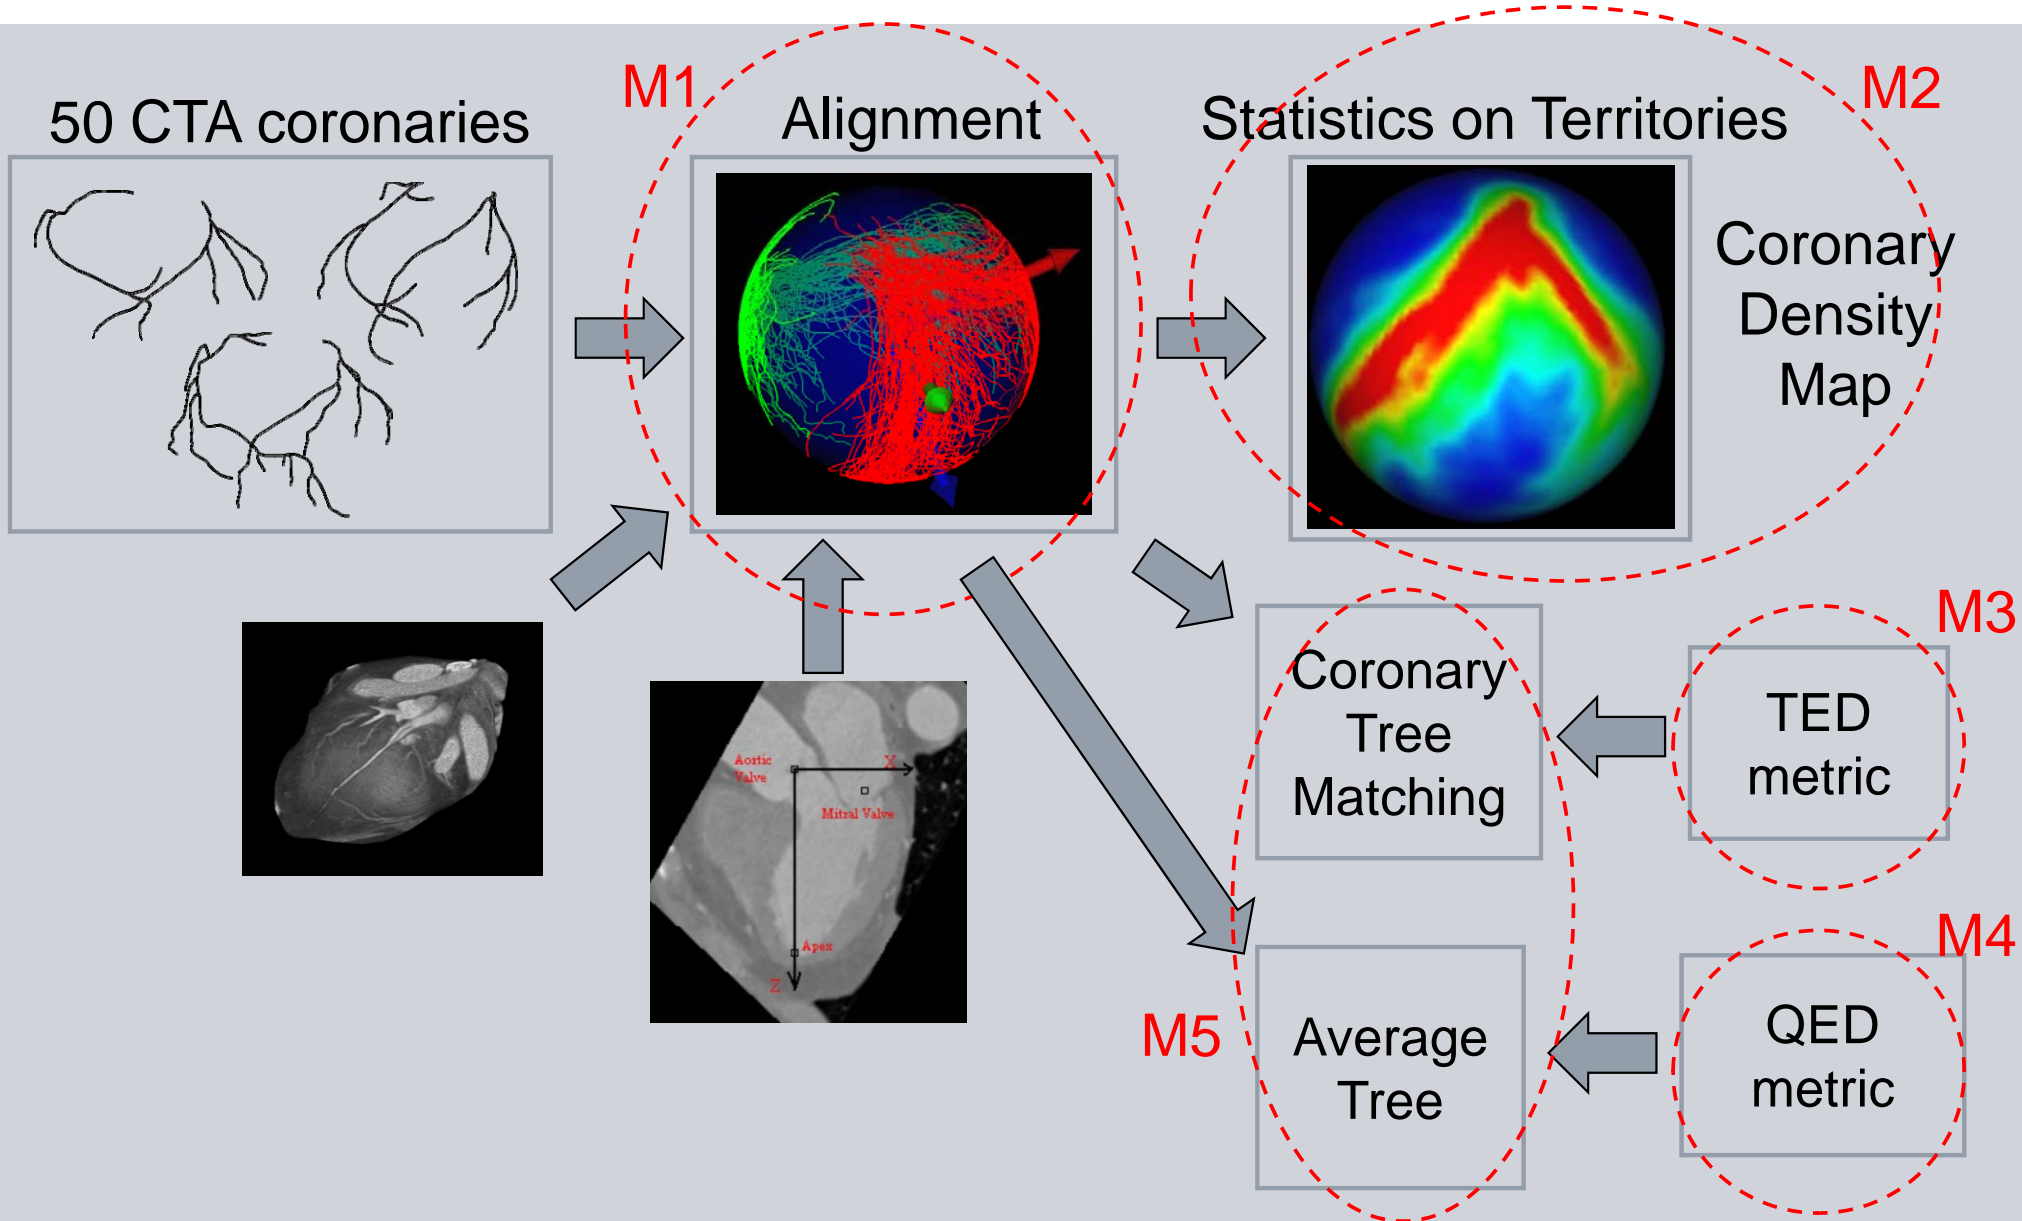 50 CTA coronaries
M1
Alignment
Statistics on Territories
M2
Coronary
Density
Map
Aortic
Valve
X
Mitral Valve
Apex
Z
Coronary
Tree
Matching
M3
TED
metric
M5
Average
Tree
M4
QED
metric